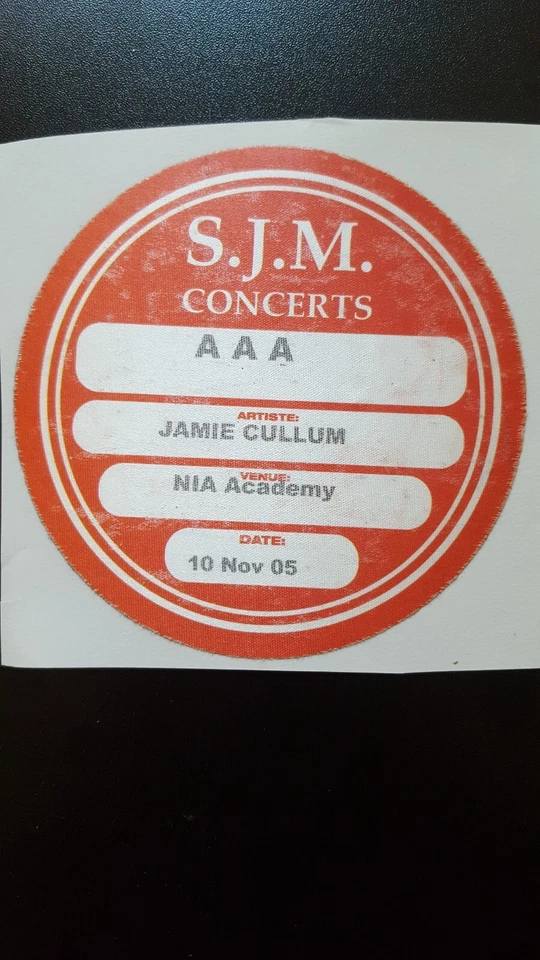 S.J.M.
CONCERTS
A A A
ARTISTE:
JAMIE CULLUM
VENUE:
NIA Academy
DATE:
10 Nov 05